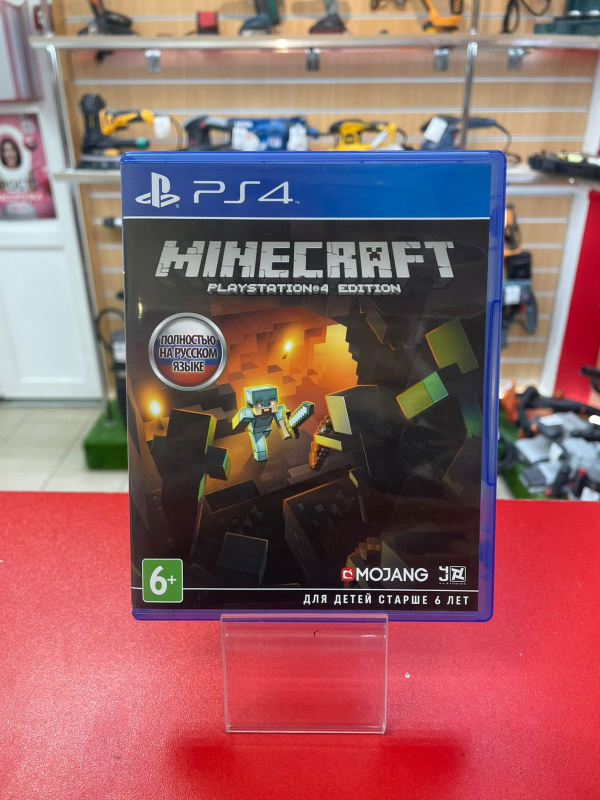 PS4
MINECRAFT
PLAYSTATION®4 EDITION
ПОЛНОСТЬЮ
НА РУССКОМ
ЯЗЫКЕ
6+
MOJANG
ДЛЯ ДЕТЕЙ СТАРШЕ 6 ЛЕТ